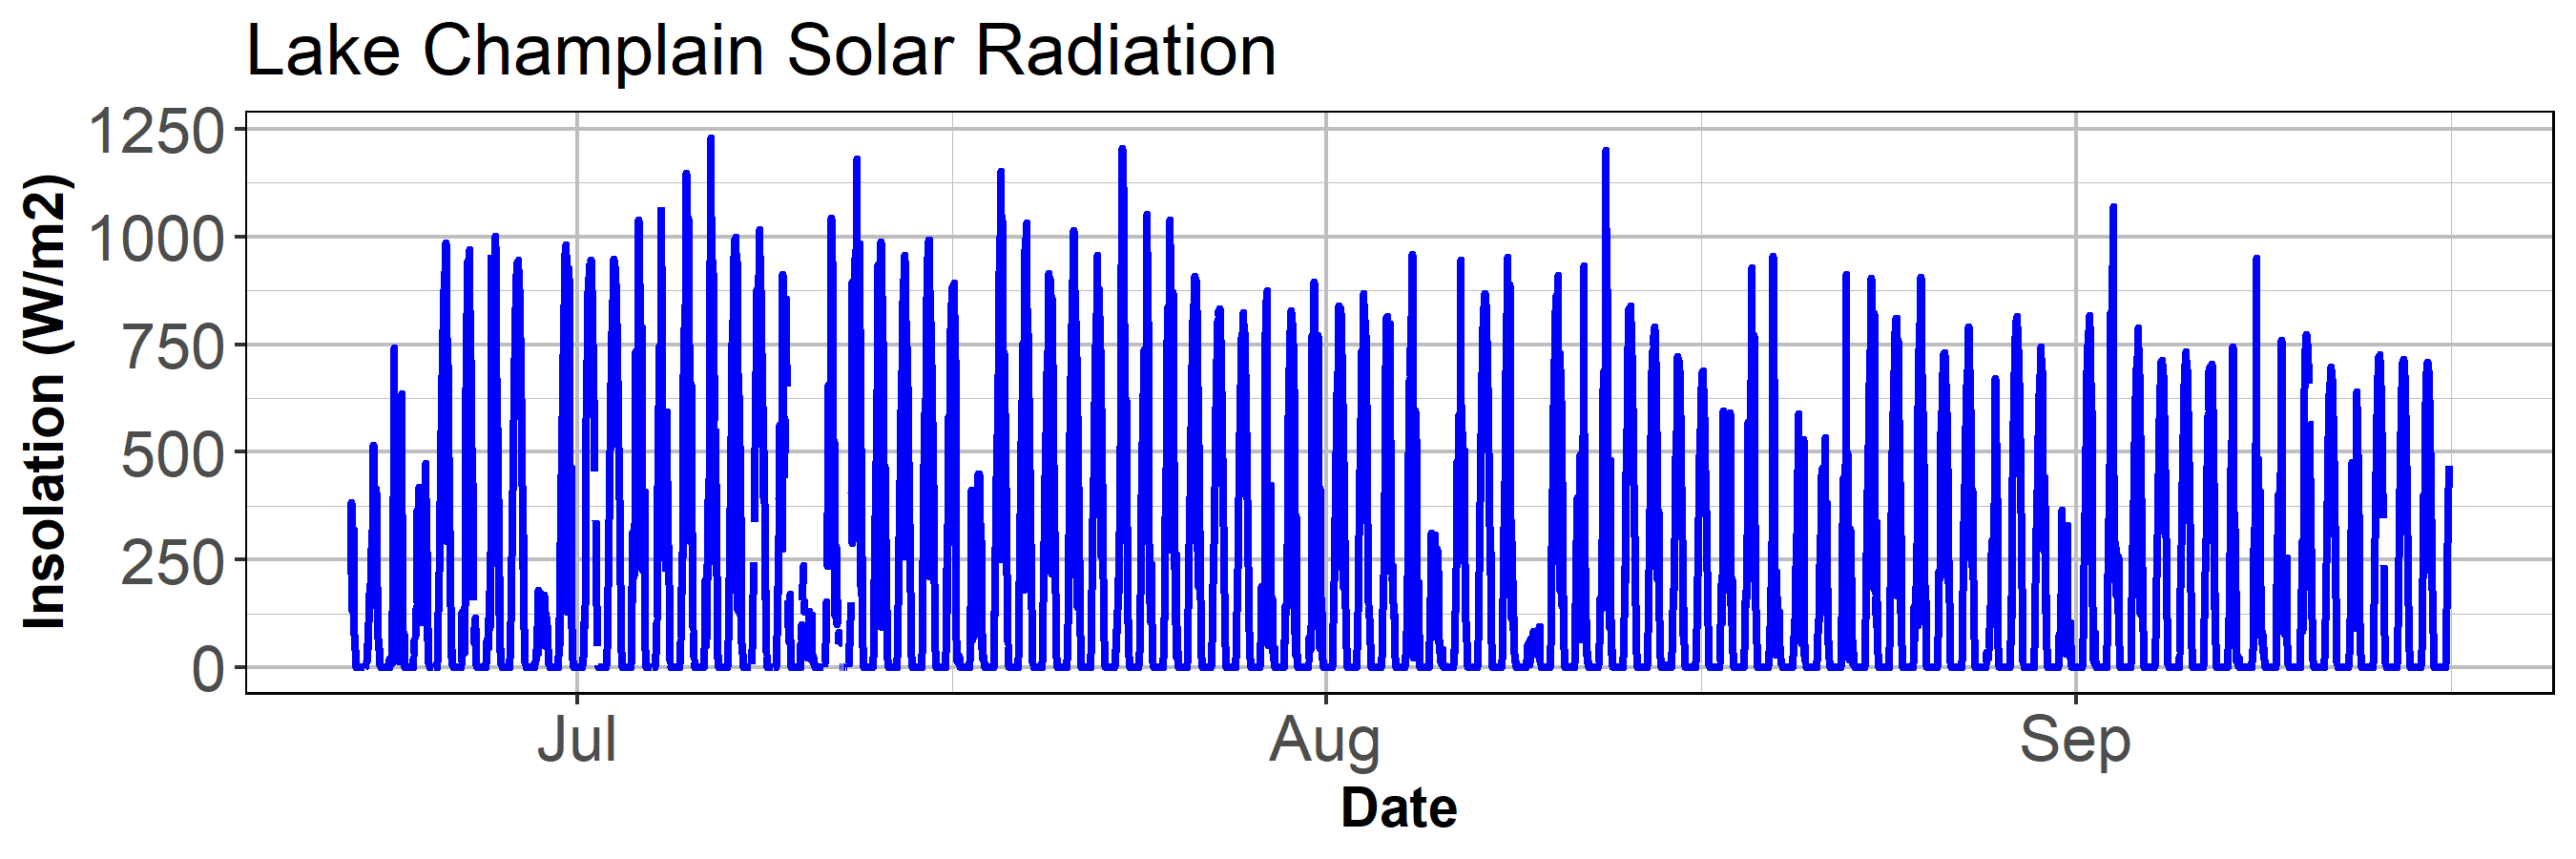 Lake Champlain Solar Radiation
1250
1000
750
500
250
0
Insolation (W/m2)
Jul Aug Sep
Date